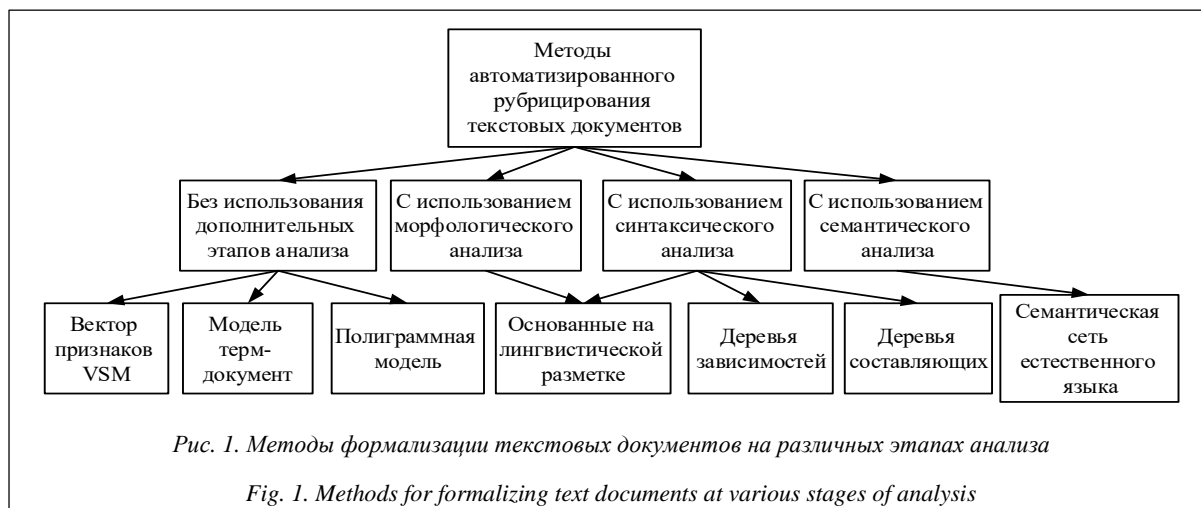 Методы
автоматизированного
рубрицирования
текстовых документов
Без использования
дополнительных
этапов анализа
С использованием
морфологического
анализа
С использованием
синтаксического
анализа
С использованием
семантического
анализа
Вектор
признаков
VSM
Модель
терм-
документ
Полиграммная
модель
Основанные на
лингвистической
разметке
Деревья
зависимостей
Деревья
составляющих
Семантическая
сеть
естественного
языка
Рис. 1. Методы формализации текстовых документов на различных этапах анализа
Fig. 1. Methods for formalizing text documents at various stages of analysis